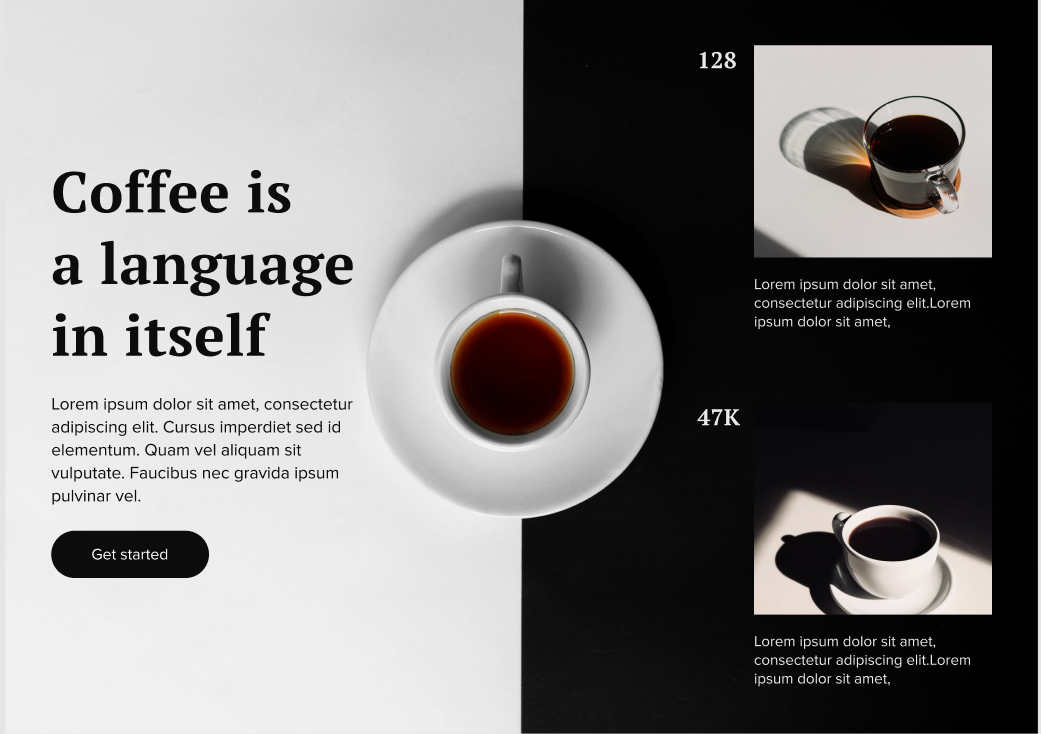 Coffee is
a language
in itself
Lorem ipsum dolor sit amet, consectetur
adipiscing elit. Cursus imperdiet sed id
elementum. Quam vel aliquam sit
vulputate. Faucibus nec gravida ipsum
pulvinar vel.
Get started
128
Lorem ipsum dolor sit amet,
consectetur adipiscing elit.Lorem
ipsum dolor sit amet,
47K
Lorem ipsum dolor sit amet,
consectetur adipiscing elit.Lorem
ipsum dolor sit amet,